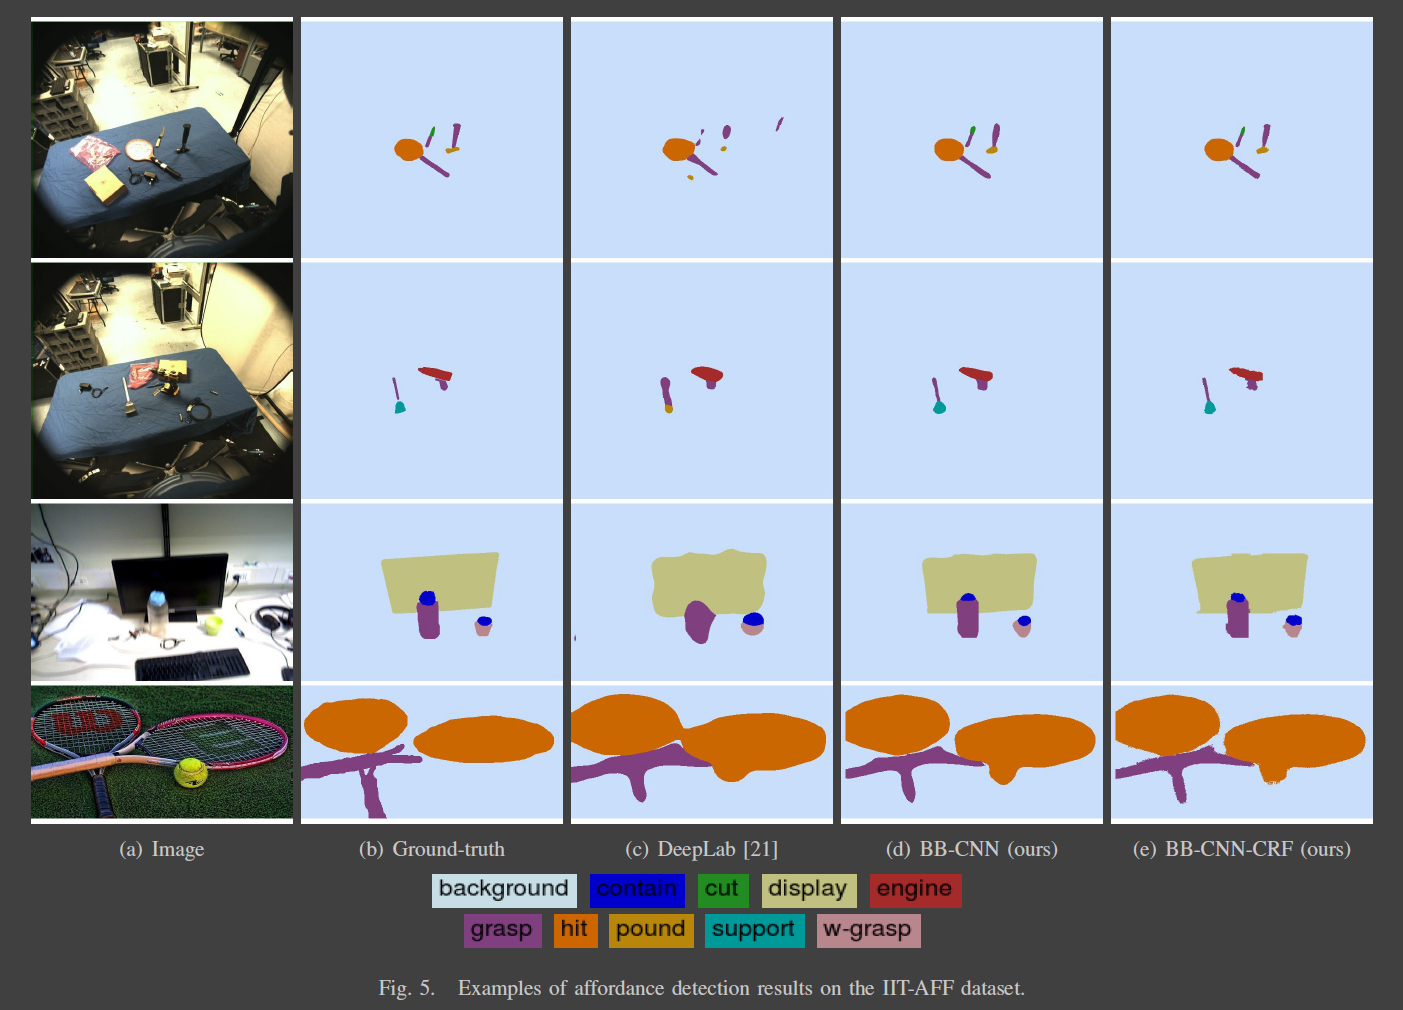 (a) Image (b) Ground-truth (c) DeepLab [21] (d) BB-CNN (ours) (e) BB-CNN-CRF (ours)
background contain cut display engine
grasp hit pound support w-grasp
Fig. 5. Examples of affordance detection results on the IIT-AFF dataset.